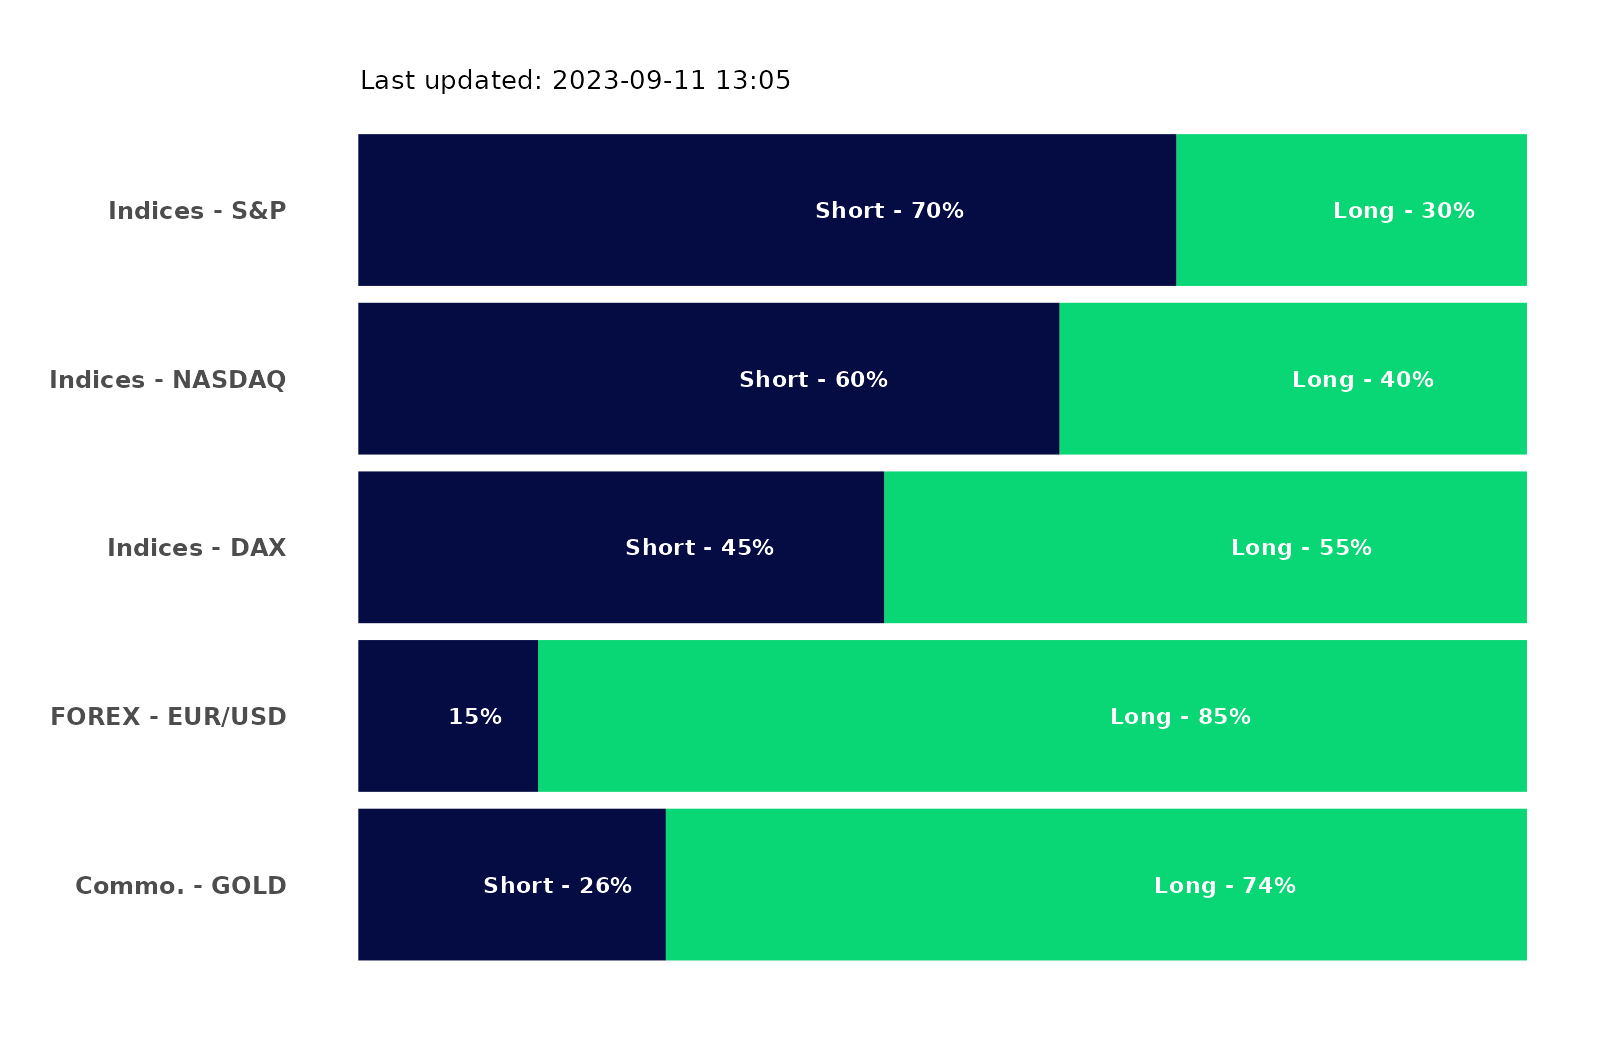 Last updated: 2023-09-11 13:05
Indices - S&P Short - 70% Long - 30%
Indices - NASDAQ Short - 60% Long - 40%
Indices - DAX Short - 45% Long - 55%
FOREX - EUR/USD 15% Long - 85%
Commo. - GOLD Short - 26% Long - 74%